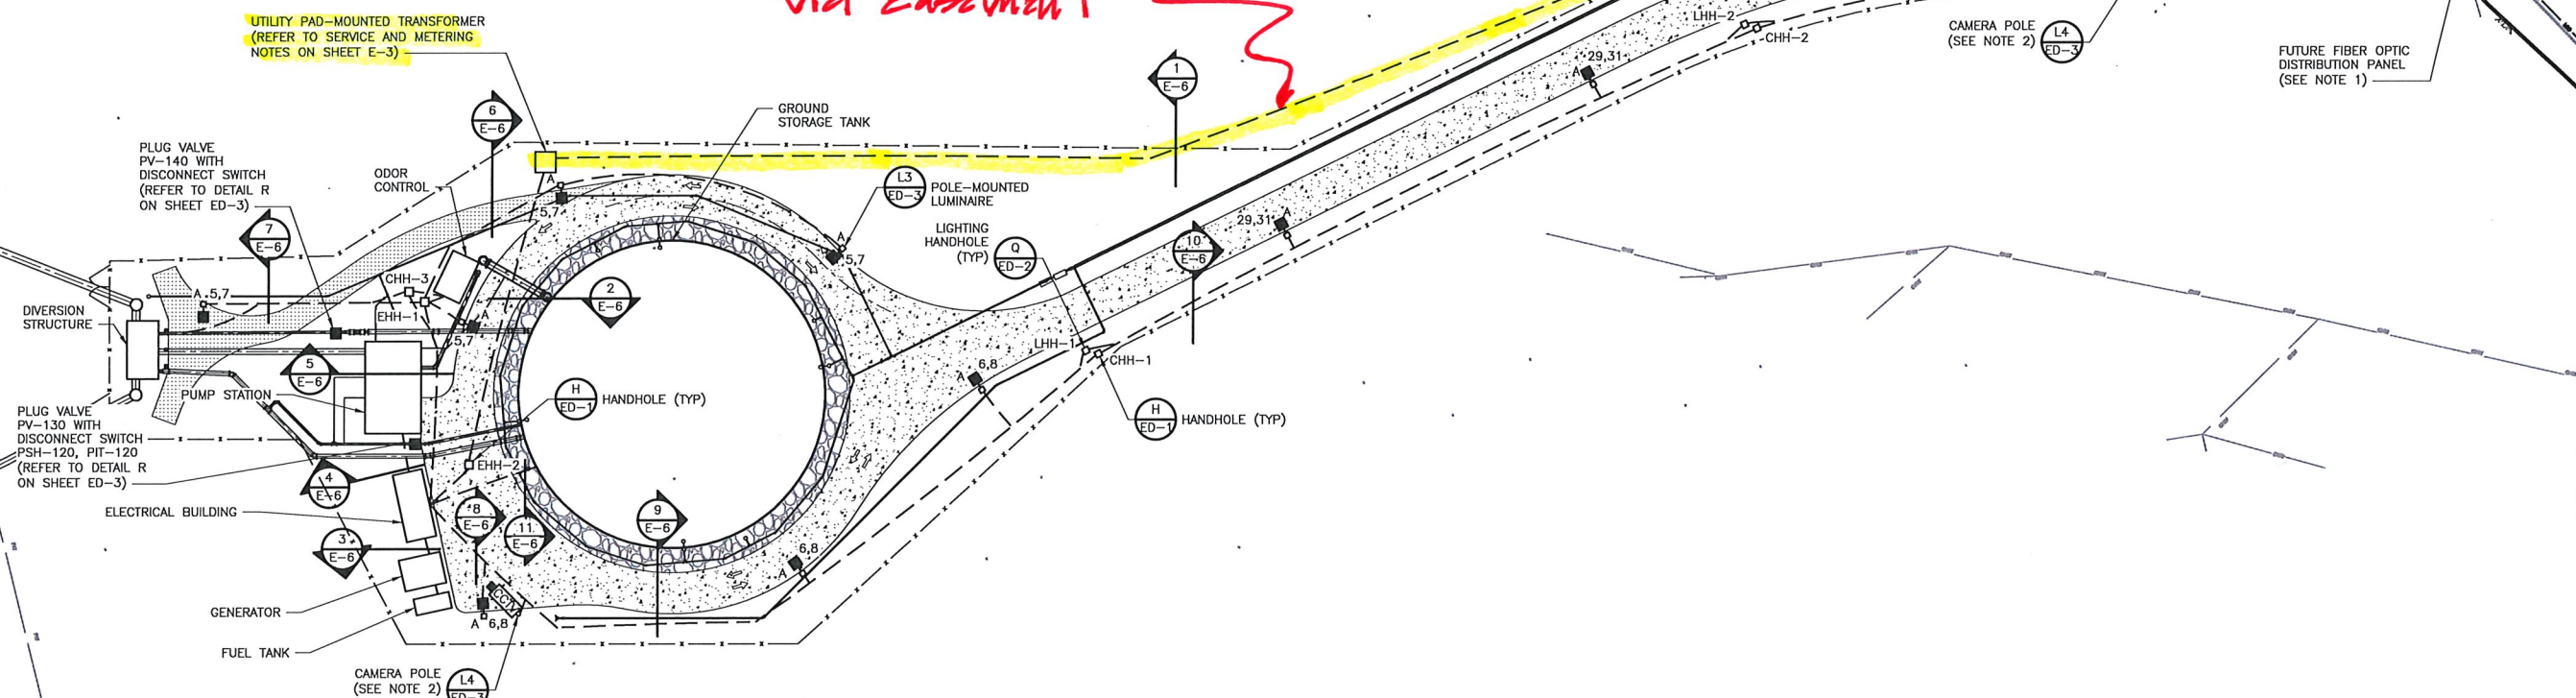 via Easement
UTILITY PAD-MOUNTED TRANSFORMER
(REFER TO SERVICE AND METERING
NOTES ON SHEET E-3)
1
E-6
LHH-2
CHH-2
CAMERA POLE
(SEE NOTE 2)
L4
ED-3
FUTURE FIBER OPTIC
DISTRIBUTION PANEL
(SEE NOTE 1)
29,31
A
6
E-6
GROUND
STORAGE TANK
PLUG VALVE
PV-140 WITH
DISCONNECT SWITCH
(REFER TO DETAIL R
ON SHEET ED-3)
ODOR
CONTROL
A
5,7
L3
ED-3
POLE-MOUNTED
LUMINAIRE
7
E-6
A
5,7
LIGHTING
HANDHOLE
(TYP)
Q
ED-2
29,31
A
10
E-6
CHH-3
A 5,7
EHH-1
2
E-6
DIVERSION
STRUCTURE
A
5,7
LHH-1
CHH-1
5
E-6
6,8
A
PUMP STATION
H
ED-1
HANDHOLE (TYP)
H
ED-1
HANDHOLE (TYP)
PLUG VALVE
PV-130 WITH
DISCONNECT SWITCH
PSH-120, PIT-120
(REFER TO DETAIL R
ON SHEET ED-3)
EHH-2
4
E-6
ELECTRICAL BUILDING
8
E-6
11
E-6
9
E-6
3
E-6
6,8
A
GENERATOR
CCTV
A 6,8
FUEL TANK
CAMERA POLE
(SEE NOTE 2)
L4
ED-3